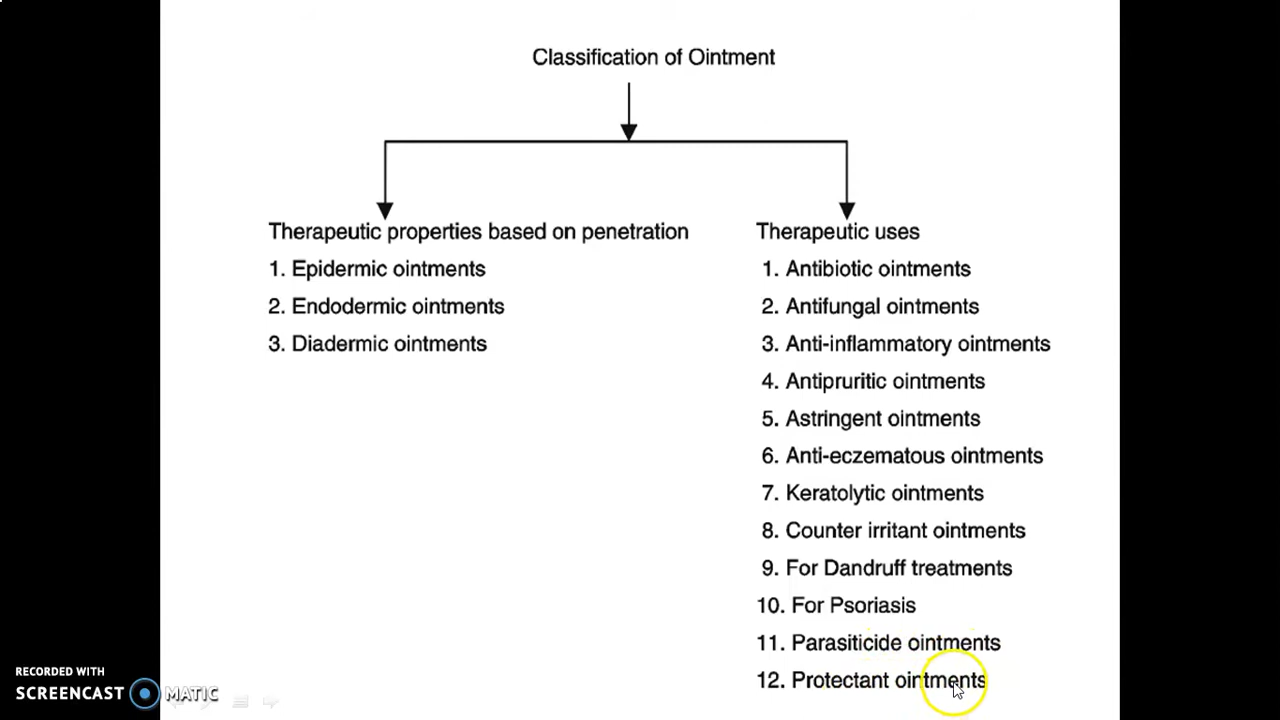 Classification of Ointment
Therapeutic properties based on penetration
1. Epidermic ointments
2. Endodermic ointments
3. Diadermic ointments
Therapeutic uses
1. Antibiotic ointments
2. Antifungal ointments
3. Anti-inflammatory ointments
4. Antipruritic ointments
5. Astringent ointments
6. Anti-eczematous ointments
7. Keratolytic ointments
8. Counter irritant ointments
9. For Dandruff treatments
10. For Psoriasis
11. Parasiticide ointments
12. Protectant ointments
RECORDED WITH
SCREENCAST MATIC